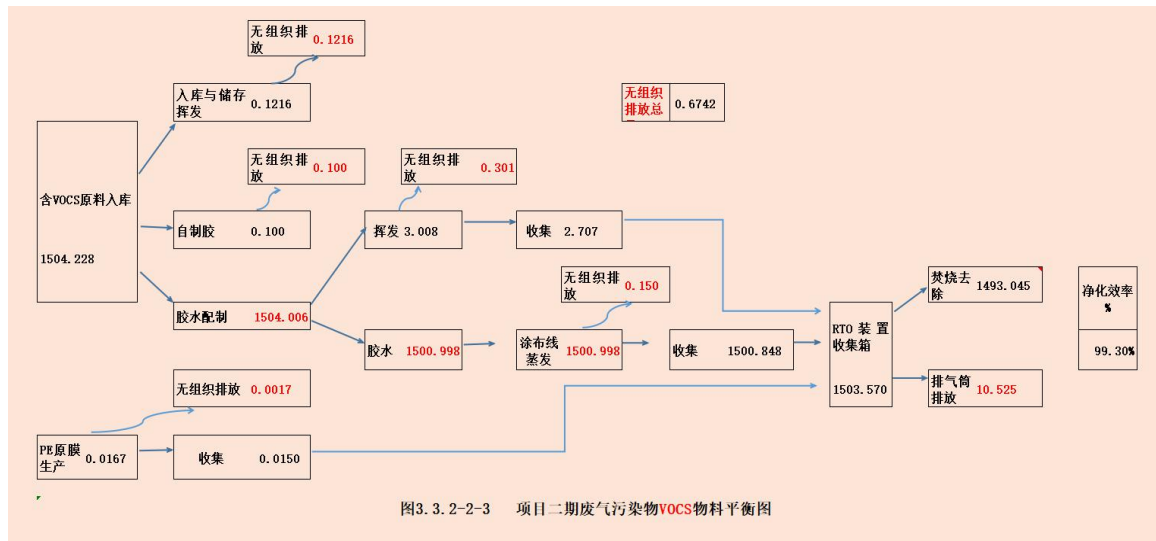 无组织排
放 0.1216
入库与储存
挥发 0.1216
无组织
排放总
0.6742
含VOCS原料入库
1504.228
无组织排
放 0.100
无组织排
放 0.301
自制胶 0.100
挥发 3.008
收集 2.707
无组织排
放 0.150
焚烧去
除 1493.045
净化效率
%
99.30%
胶水配制 1504.006
胶水 1500.998
涂布线
蒸发 1500.998
收集 1500.848
RTO装置
收集箱
1503.570
无组织排放 0.0017
排气筒
排放 10.525
PE原膜
生产 0.0167
收集 0.0150
图3.3.2-2-3 项目二期废气污染物VOCS物料平衡图